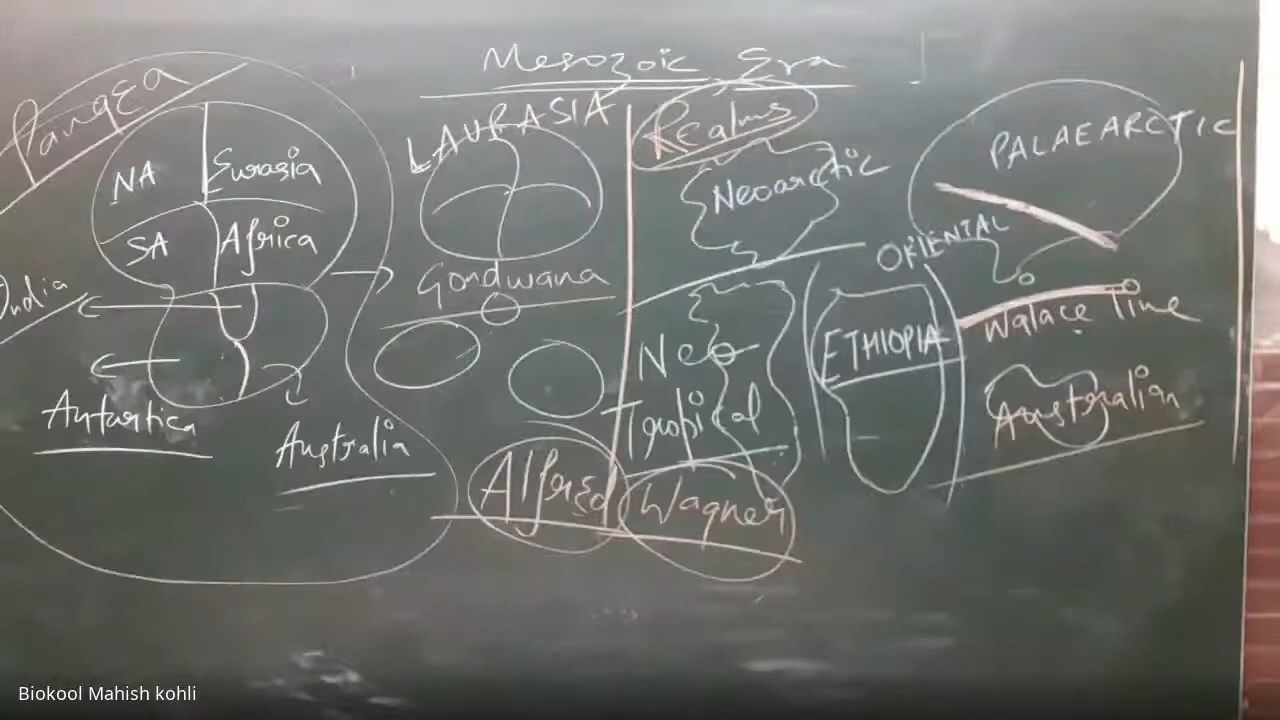 Mesozoic Era
Pangea
NA
Eurasia
SA
Africa
India
Antartica
Australia
LAURASIA
Gondwana
Alfred Wagner
Realms
Neoarctic
Neo
Tropical
ETHIOPIA
PALAEARCTIC
ORIENTAL
Walace line
Australian
Biokool Mahish kohli